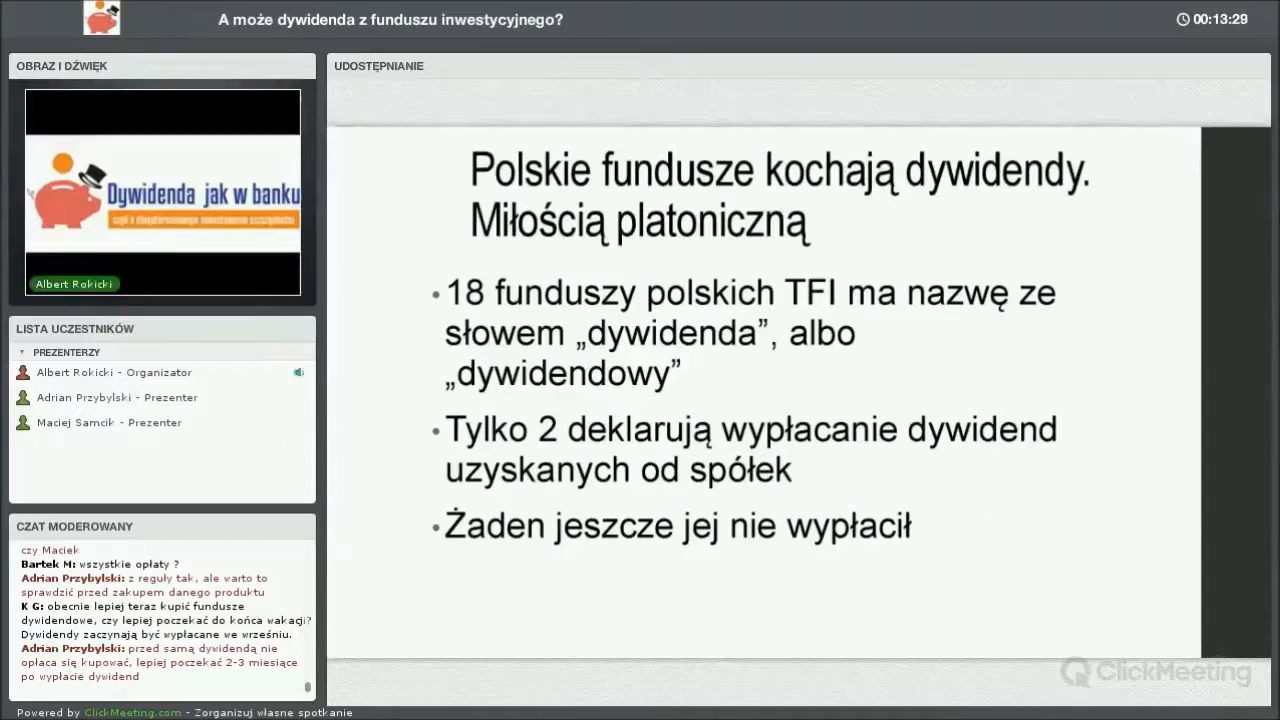 A może dywidenda z funduszu inwestycyjnego?
00:13:29
OBRAZ I DŹWIĘK
Dywidenda jak w banku
czyli o długoterminowym inwestowaniu oszczędności
Albert Rokicki
LISTA UCZESTNIKÓW
PREZENTERZY
Albert Rokicki - Organizator
Adrian Przybylski - Prezenter
Maciej Samcik - Prezenter
CZAT MODEROWANY
czy Maciek
Bartek M: wszystkie opłaty ?
Adrian Przybylski: z reguły tak, ale warto to
sprawdzić przed zakupem danego produktu
K G: obecnie lepiej teraz kupić fundusze
dywidendowe, czy lepiej poczekać do końca wakacji?
Dywidendy zaczynają być wypłacane we wrześniu.
Adrian Przybylski: przed samą dywidendą nie
opłaca się kupować, lepiej poczekać 2-3 miesiące
po wypłacie dywidend
UDOSTĘPNIANIE
Polskie fundusze kochają dywidendy.
Miłością platoniczną
• 18 funduszy polskich TFI ma nazwę ze
słowem „dywidenda”, albo
„dywidendowy”
• Tylko 2 deklarują wypłacanie dywidend
uzyskanych od spółek
• Żaden jeszcze jej nie wypłacił
ClickMeeting
Powered by ClickMeeting.com - Zorganizuj własne spotkanie